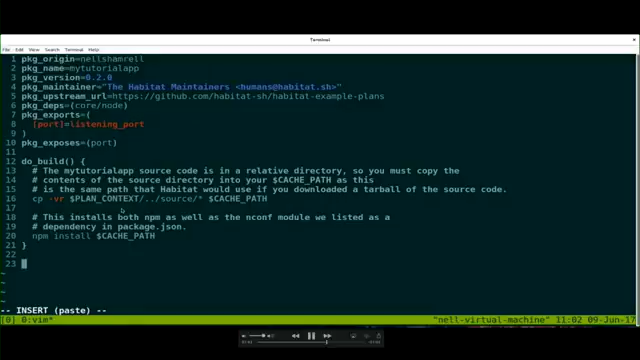 Terminal
File Edit View Search Terminal Help
1 pkg_origin=nellshamrell
2 pkg_name=mytutorialapp
3 pkg_version=0.2.0
4 pkg_maintainer="The Habitat Maintainers <humans@habitat.sh>"
5 pkg_upstream_url=https://github.com/habitat-sh/habitat-example-plans
6 pkg_deps=(core/node)
7 pkg_exports=(
8 [port]=listening_port
9 )
10 pkg_exposes=(port)
11
12 do_build() {
13 # The mytutorialapp source code is in a relative directory, so you must copy the
14 # contents of the source directory into your $CACHE_PATH as this
15 # is the same path that Habitat would use if you downloaded a tarball of the source code.
16 cp -vr $PLAN_CONTEXT/../source/* $CACHE_PATH
17
18 # This installs both npm as well as the nconf module we listed as a
19 # dependency in package.json.
20 npm install $CACHE_PATH
21 }
22
23
~
~
~
~
-- INSERT (paste) --
[0] 0:vim* "nell-virtual-machine" 11:02 09-Jun-17